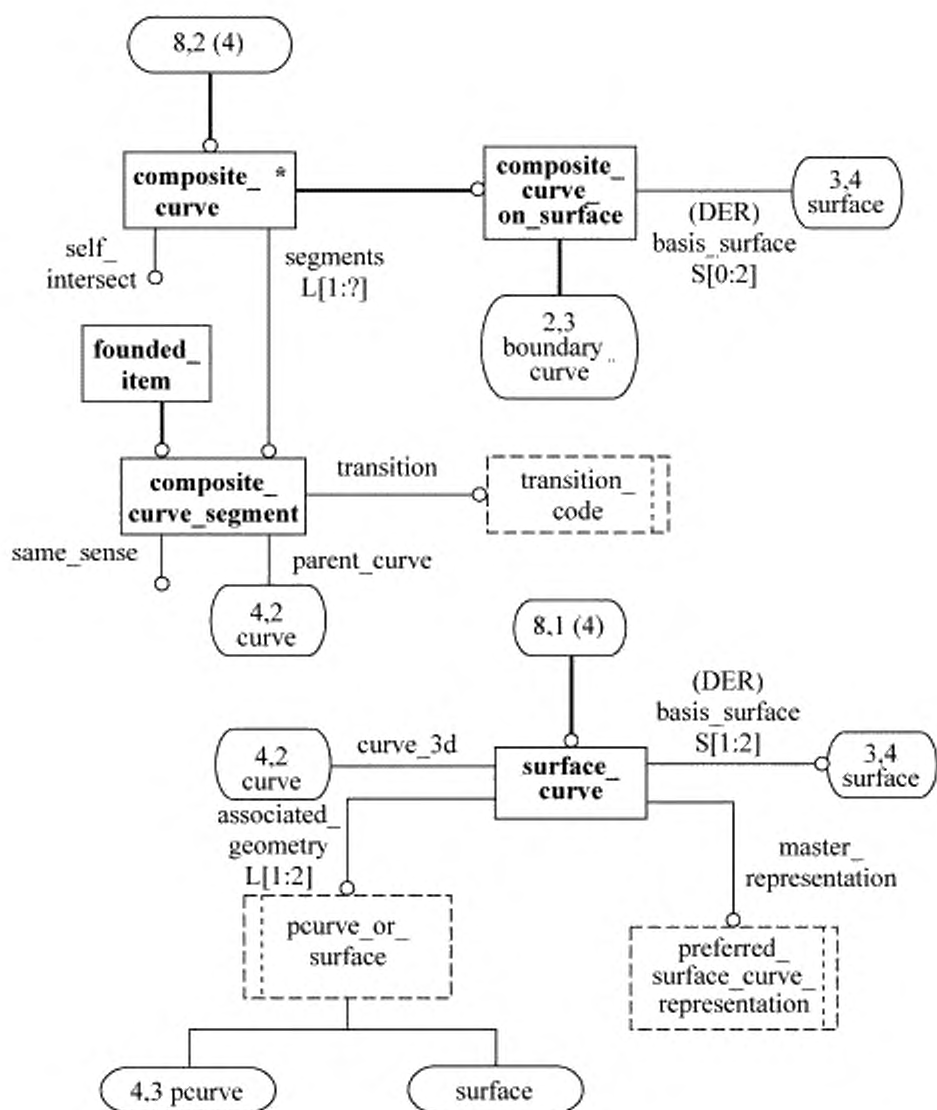 8,2 (4)
composite_ *
curve
composite_
curve_
on_surface
3,4
surface
(DER)
basis_surface
S[0:2]
self_
intersect
segments
L[1:?]
2,3
boundary_
curve
founded_
item
composite_
curve_segment
transition
transition_
code
same_sense
parent_curve
4,2
curve
8,1 (4)
(DER)
basis_surface
S[1:2]
4,2
curve
curve_3d
surface_
curve
3,4
surface
associated_
geometry
L[1:2]
master_
representation
pcurve_or_
surface
preferred_
surface_curve_
representation
4.3 pcurve
surface